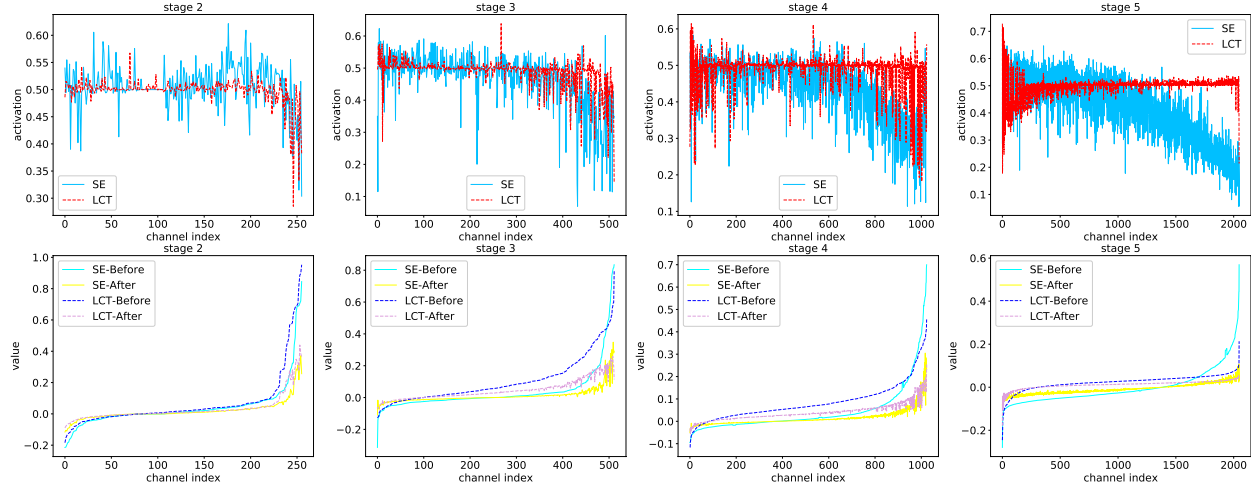 stage 2
activation
0.60
0.55
0.50
0.45
0.40
0.35
0.30
SE
LCT
0 50 100 150 200 250
channel index
stage 3
activation
0.6
0.5
0.4
0.3
0.2
0.1
SE
LCT
0 100 200 300 400 500
channel index
stage 4
activation
0.6
0.5
0.4
0.3
0.2
0.1
SE
LCT
0 200 400 600 800 1000
channel index
stage 5
activation
0.7
0.6
0.5
0.4
0.3
0.2
0.1
SE
LCT
0 500 1000 1500 2000
channel index
stage 2
value
1.0
0.8
0.6
0.4
0.2
0.0
−0.2
SE-Before
SE-After
LCT-Before
LCT-After
0 50 100 150 200 250
channel index
stage 3
value
0.8
0.6
0.4
0.2
0.0
−0.2
SE-Before
SE-After
LCT-Before
LCT-After
0 100 200 300 400 500
channel index
stage 4
value
0.7
0.6
0.5
0.4
0.3
0.2
0.1
0.0
−0.1
SE-Before
SE-After
LCT-Before
LCT-After
0 200 400 600 800 1000
channel index
stage 5
value
0.6
0.4
0.2
0.0
−0.2
SE-Before
SE-After
LCT-Before
LCT-After
0 500 1000 1500 2000
channel index